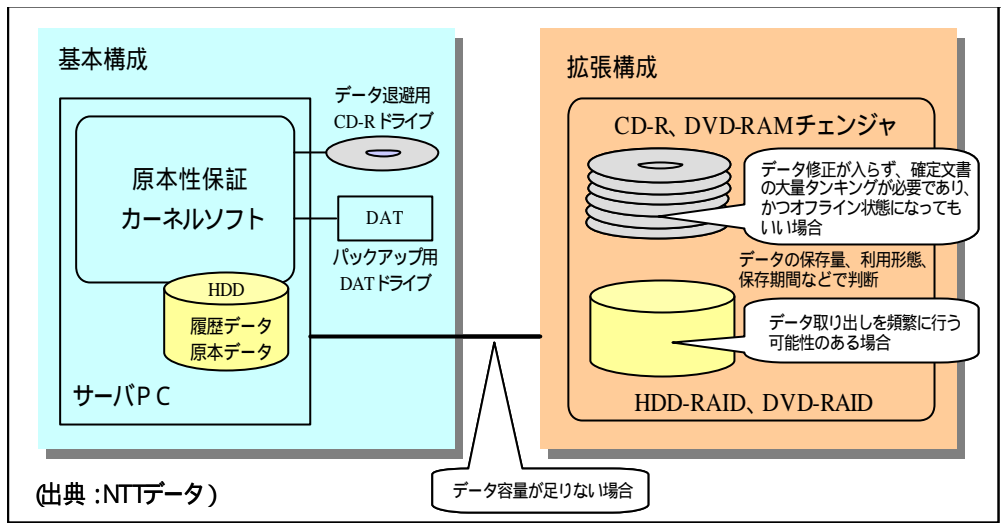 基本構成
データ退避用
CD-Rドライブ
原本性保証
カーネルソフト
DAT
バックアップ用
DATドライブ
HDD
履歴データ
原本データ
サーバPC
(出典:NTTデータ)
拡張構成
CD-R、DVD-RAMチェンジャ
データ修正が入らず、確定文書
の大量タンキングが必要であり、
かつオフライン状態になっても
いい場合
データの保存量、利用形態、
保存期間などで判断
データ取り出しを頻繁に行う
可能性のある場合
HDD-RAID、DVD-RAID
データ容量が足りない場合